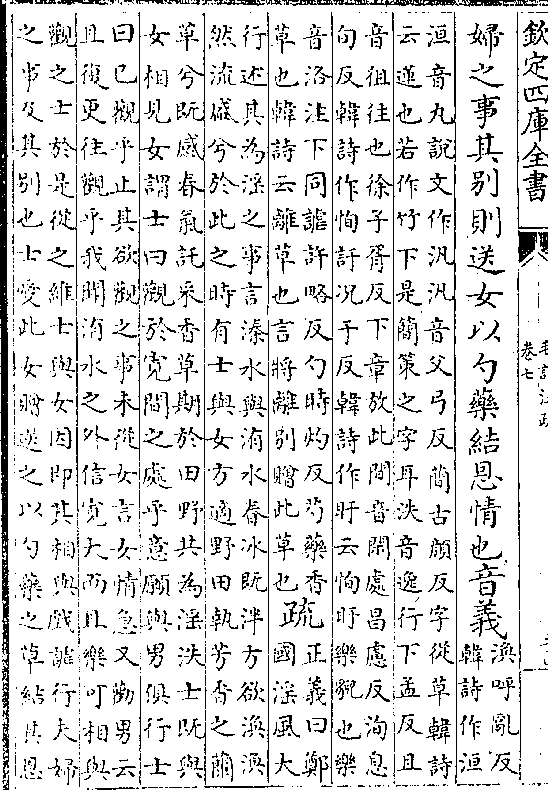 欽定四庫全書
卷七
婦之事其别則送女以勺藥結恩情也音義渙呼亂反
韓詩作洹
洹音丸說文作汍汍音父弓反蕑古顔反字從草韓詩
云蓮也若作竹下是簡策之字耳泆音逸行下孟反且
音徂往也徐子胥反下章放此閒音閑處昌慮反洵息
句反韓詩作恂訏况于反韓詩作盱云恂盱樂貌也樂
音洛注下同謔許略反勺時灼反芍藥香
草也韓詩云離草也言將離别贈此草也
疏正義曰鄭
國淫風大
行述其為淫之事言溱水與洧水春冰既泮方欲渙渙
然流盛兮於此之時有士與女方適野田執芳香之蘭
草兮既感春氣託采香草期於田野共為淫泆士既與
女相見女謂士曰觀於寛閒之處乎意願與男俱行士
曰已觀乎止其欲觀之事未從女言女情急又勸男云
且復更往觀乎我聞洧水之外信寛大而且樂可相與
觀之士於是從之維士與女因即其相與戲謔行夫婦
之事及其别也士愛此女贈送之以勺藥之草結其恩